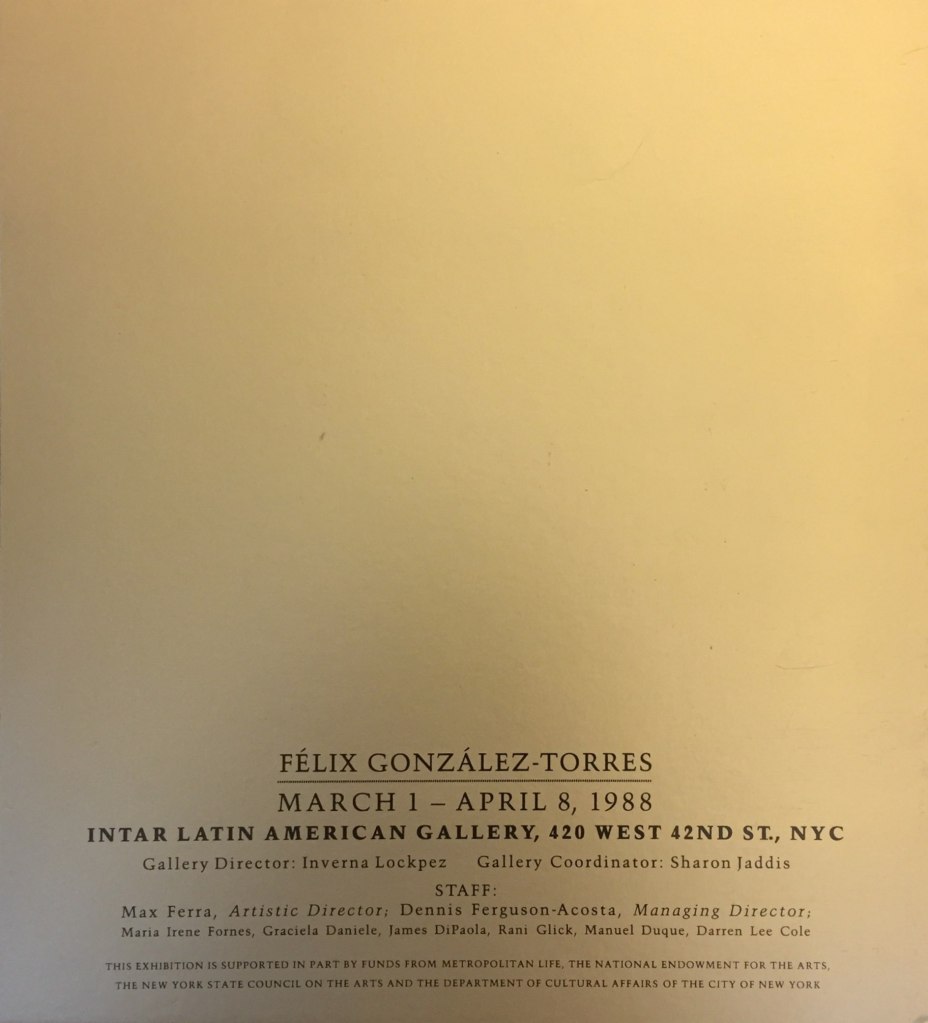 FÉLIX GONZÁLEZ-TORRES
MARCH 1 – APRIL 8, 1988
INTAR LATIN AMERICAN GALLERY, 420 WEST 42ND ST., NYC
Gallery Director: Inverna Lockpez Gallery Coordinator: Sharon Jaddis
STAFF:
Max Ferra, Artistic Director; Dennis Ferguson-Acosta, Managing Director;
Maria Irene Fornes, Graciela Daniele, James DiPaola, Rani Glick, Manuel Duque, Darren Lee Cole
THIS EXHIBITION IS SUPPORTED IN PART BY FUNDS FROM METROPOLITAN LIFE, THE NATIONAL ENDOWMENT FOR THE ARTS,
THE NEW YORK STATE COUNCIL ON THE ARTS AND THE DEPARTMENT OF CULTURAL AFFAIRS OF THE CITY OF NEW YORK